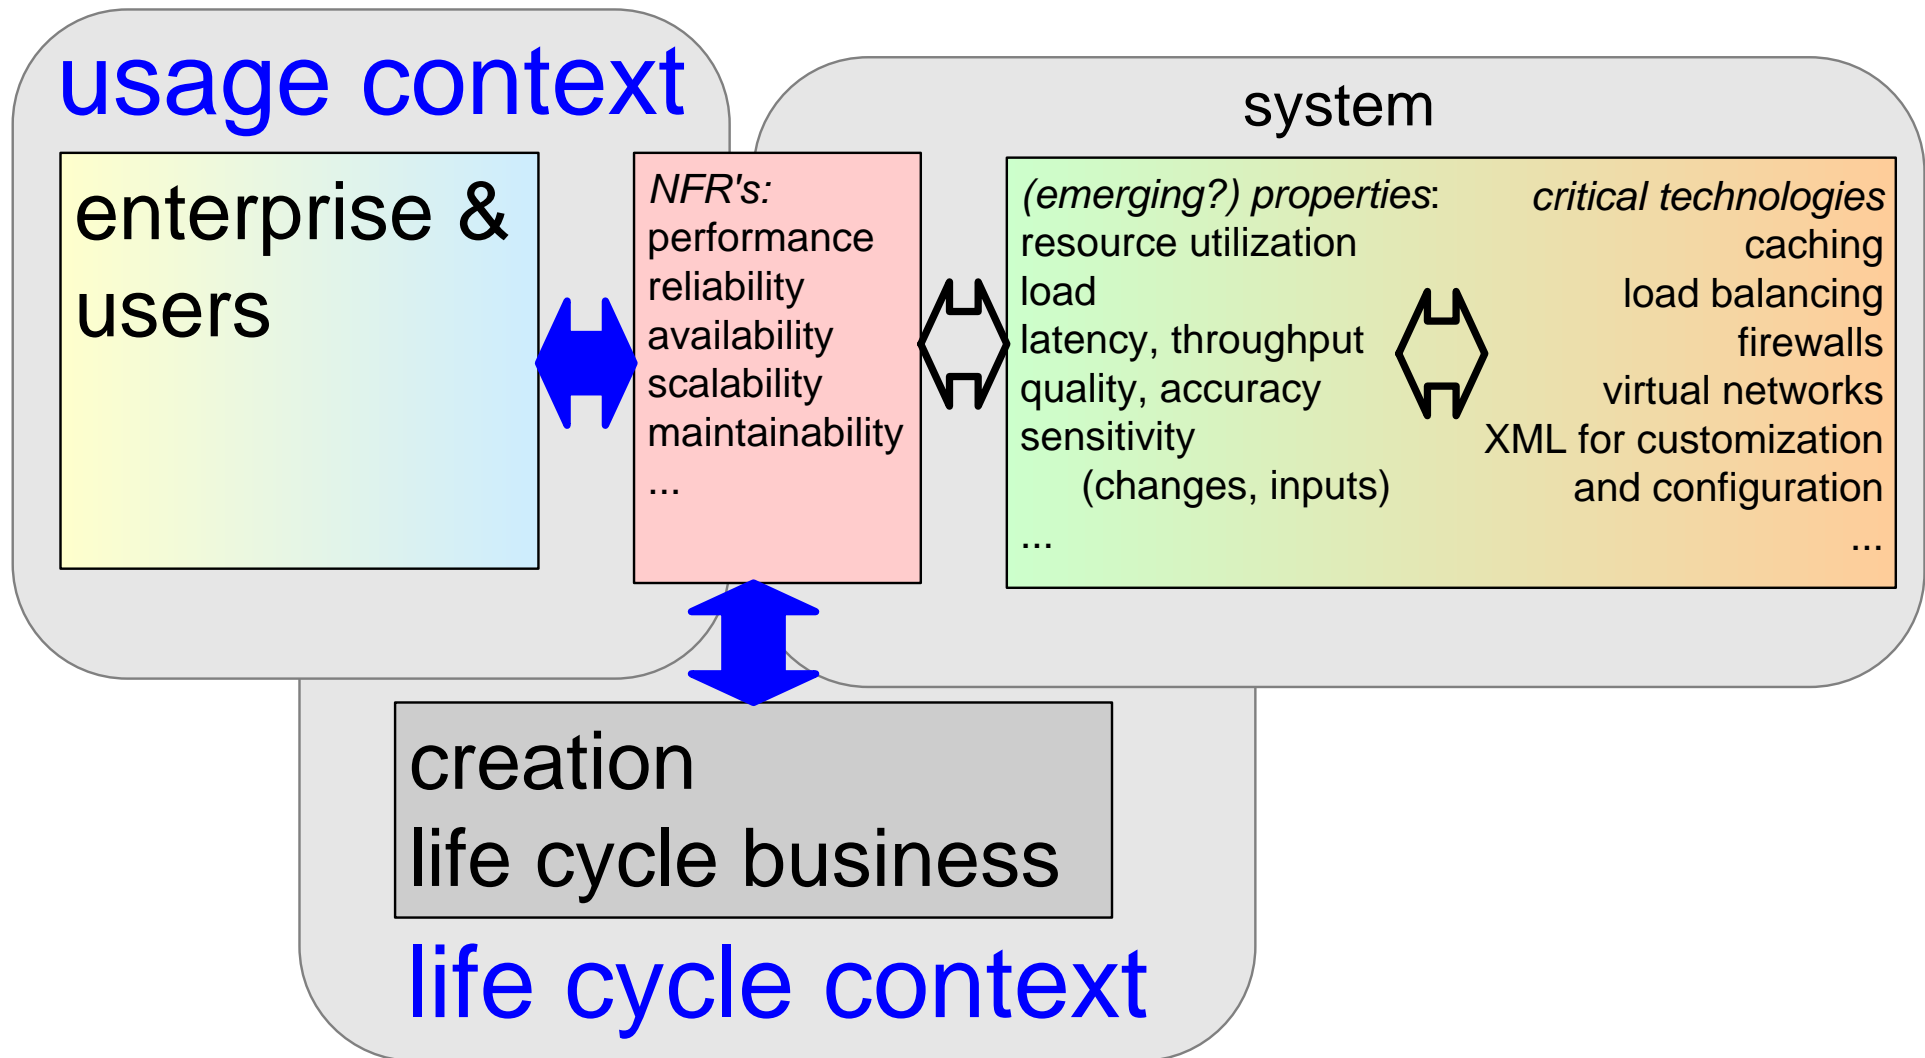 usage context
enterprise &
users
NFR's:
performance
reliability
availability
scalability
maintainability
...
system
(emerging?) properties:
resource utilization
load
latency, throughput
quality, accuracy
sensitivity
(changes, inputs)
...
critical technologies
caching
load balancing
firewalls
virtual networks
XML for customization
and configuration
...
creation
life cycle business
life cycle context